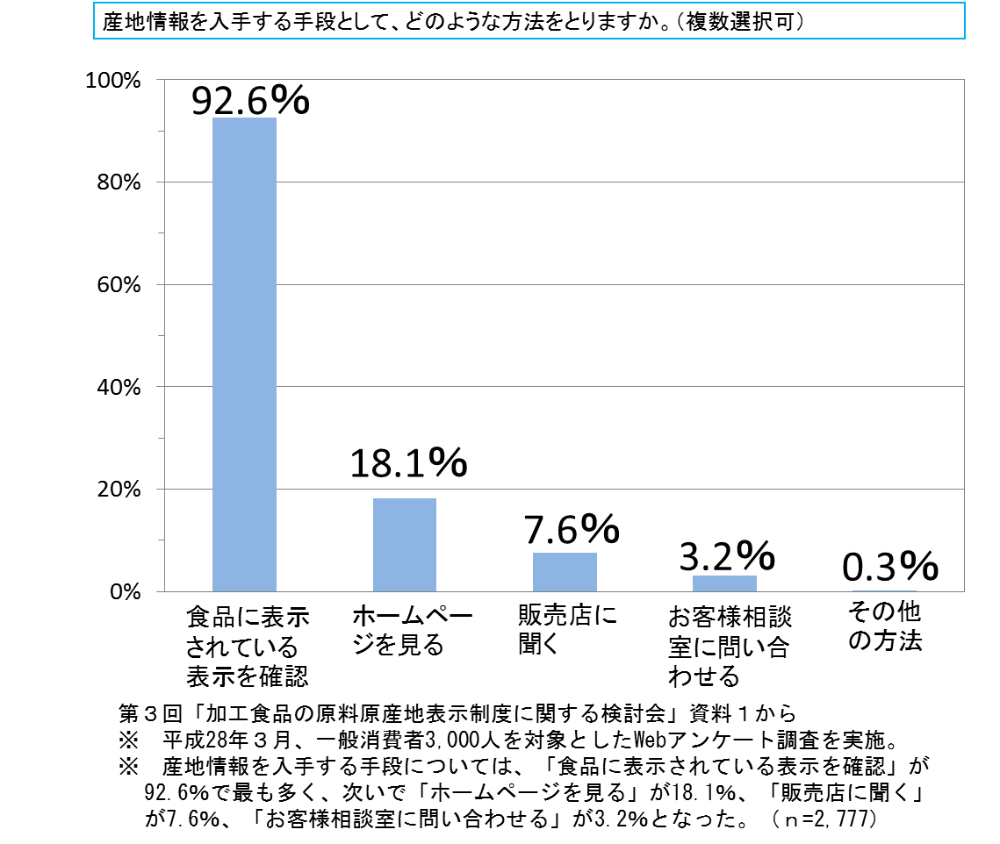 産地情報を入手する手段として、どのような方法をとりますか。（複数選択可）
100%
92.6%
80%
60%
40%
18.1%
20%
7.6%
3.2%
0.3%
0%
食品に表示
されている
表示を確認
ホームペー
ジを見る
販売店に
聞く
お客様相談
室に問い合
わせる
その他
の方法
第３回「加工食品の原料原産地表示制度に関する検討会」資料１から
※　平成28年３月、一般消費者3,000人を対象としたWebアンケート調査を実施。
※　産地情報を入手する手段については、「食品に表示されている表示を確認」が
92.6%で最も多く、次いで「ホームページを見る」が18.1%、「販売店に聞く」
が7.6%、「お客様相談室に問い合わせる」が3.2%となった。（ｎ=2,777）